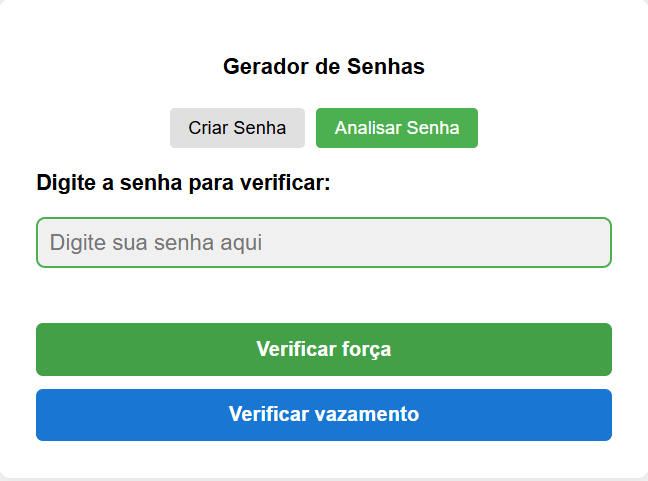 Gerador de Senhas
Criar Senha Analisar Senha
Digite a senha para verificar:
Digite sua senha aqui
Verificar força
Verificar vazamento